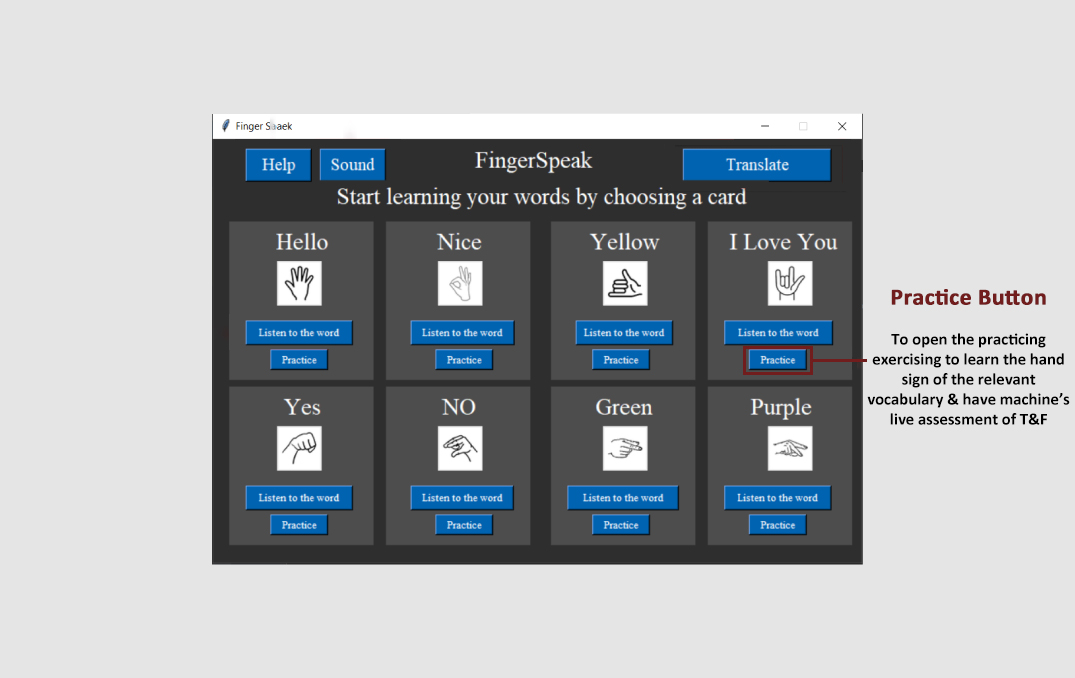 Finger Spaek
Help
Sound
FingerSpeak
Translate
Start learning your words by choosing a card
Hello
Nice
Yellow
I Love You
Listen to the word
Listen to the word
Listen to the word
Listen to the word
Practice
Practice
Practice
Practice
Yes
NO
Green
Purple
Listen to the word
Listen to the word
Listen to the word
Listen to the word
Practice
Practice
Practice
Practice
Practice Button
To open the practicing
exercising to learn the hand
sign of the relevant
vocabulary & have machine's
live assessment of T&F